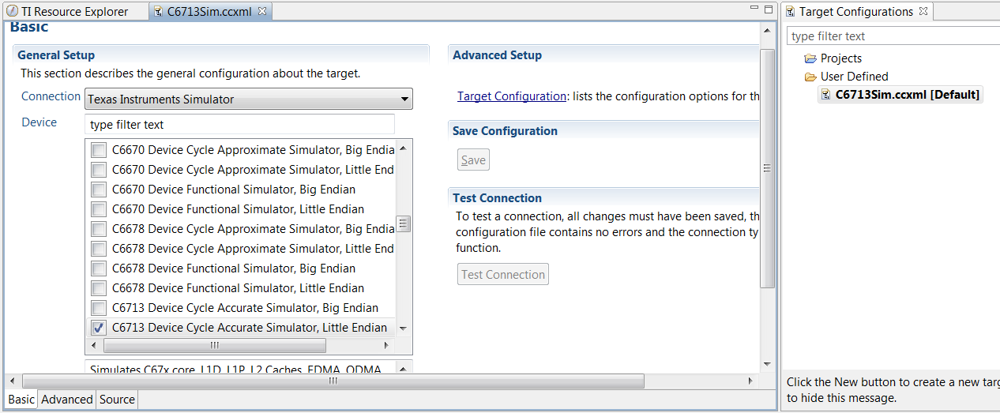 TI Resource Explorer
C6713Sim.ccxml
Basic
General Setup
This section describes the general configuration about the target.
Connection
Texas Instruments Simulator
Device
type filter text
C6670 Device Cycle Approximate Simulator, Big Endia
C6670 Device Cycle Approximate Simulator, Little End
C6670 Device Functional Simulator, Big Endian
C6670 Device Functional Simulator, Little Endian
C6678 Device Cycle Approximate Simulator, Big Endia
C6678 Device Cycle Approximate Simulator, Little End
C6678 Device Functional Simulator, Big Endian
C6678 Device Functional Simulator, Little Endian
C6713 Device Cycle Accurate Simulator, Big Endian
C6713 Device Cycle Accurate Simulator, Little Endian
Simulates C67x core, L1D, L1P, L2 Caches, EDMA, QDMA,
Advanced Setup
Target Configuration: lists the configuration options for th
Save Configuration
Save
Test Connection
To test a connection, all changes must have been saved, th
configuration file contains no errors and the connection ty
function.
Test Connection
Basic
Advanced
Source
Target Configurations
type filter text
Projects
User Defined
C6713Sim.ccxml [Default]
Click the New button to create a new targ
to hide this message.